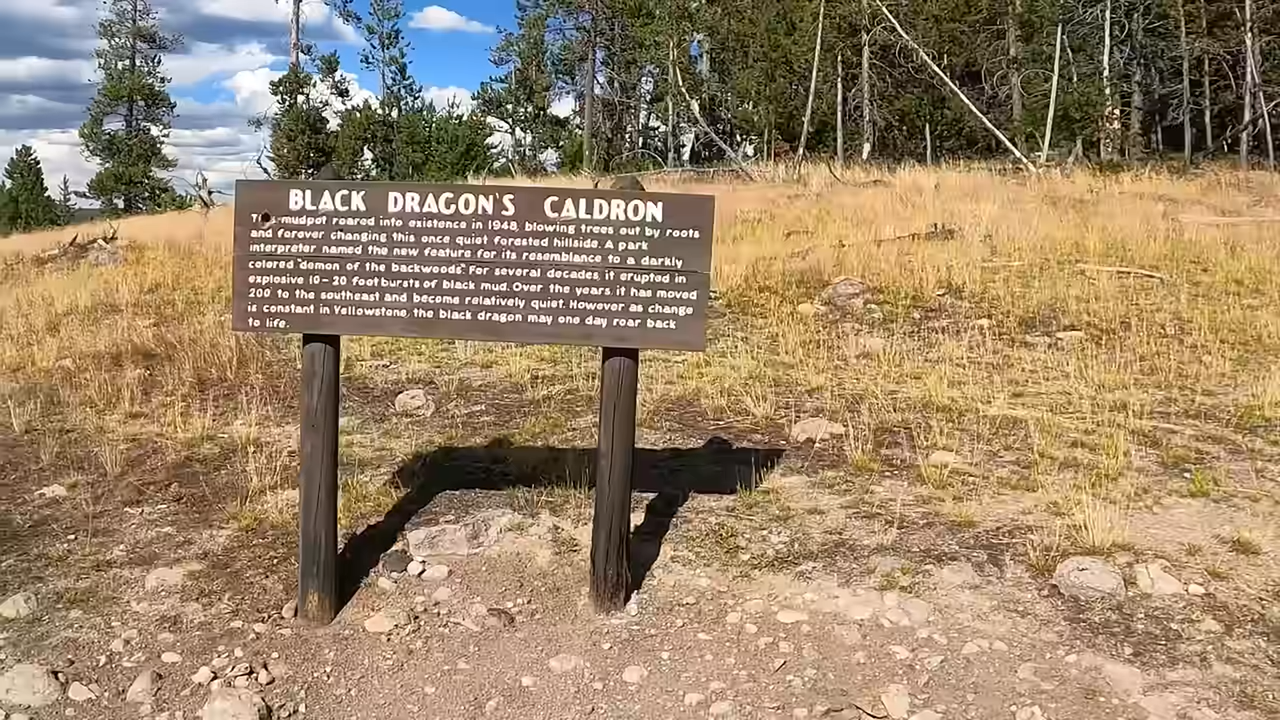 BLACK DRAGON'S CALDRON
This mudpot roared into existence in 1948, blowing trees out by roots
and forever changing this once quiet forested hillside. A park
interpreter named the new feature for its resemblance to a darkly
colored "demon of the backwoods". For several decades, it erupted in
explosive 10-20 foot bursts of black mud. Over the years, it has moved
200' to the southeast and become relatively quiet. However as change
is constant in Yellowstone, the black dragon may one day roar back
to life.